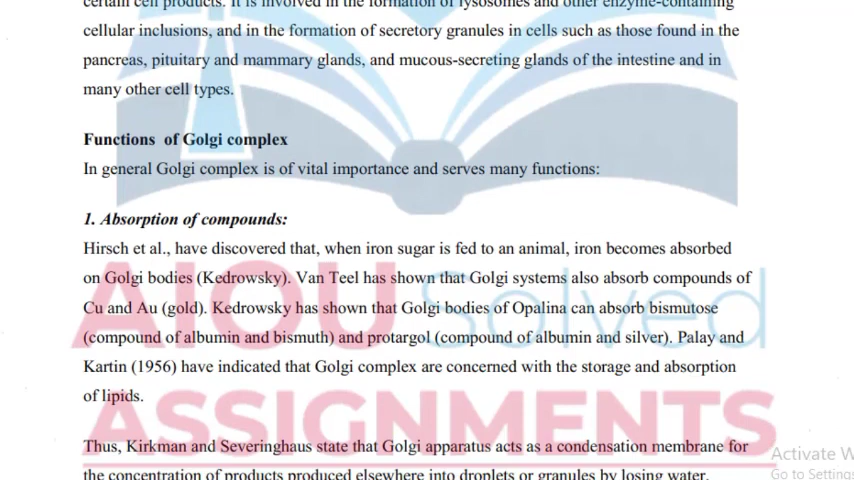 certain cell products. It is involved in the formation of lysosomes and other enzyme-containing
cellular inclusions, and in the formation of secretory granules in cells such as those found in the
pancreas, pituitary and mammary glands, and mucous-secreting glands of the intestine and in
many other cell types.
Functions of Golgi complex
In general Golgi complex is of vital importance and serves many functions:
1. Absorption of compounds:
Hirsch et al., have discovered that, when iron sugar is fed to an animal, iron becomes absorbed
on Golgi bodies (Kedrowsky). Van Teel has shown that Golgi systems also absorb compounds of
Cu and Au (gold). Kedrowsky has shown that Golgi bodies of Opalina can absorb bismutose
(compound of albumin and bismuth) and protargol (compound of albumin and silver). Palay and
Kartin (1956) have indicated that Golgi complex are concerned with the storage and absorption
of lipids.
Thus, Kirkman and Severinghaus state that Golgi apparatus acts as a condensation membrane for
the concentration of products produced elsewhere into droplets or granules by losing water.
AIOU Solved
ASSIGNMENTS
Activate W
Go to Settings